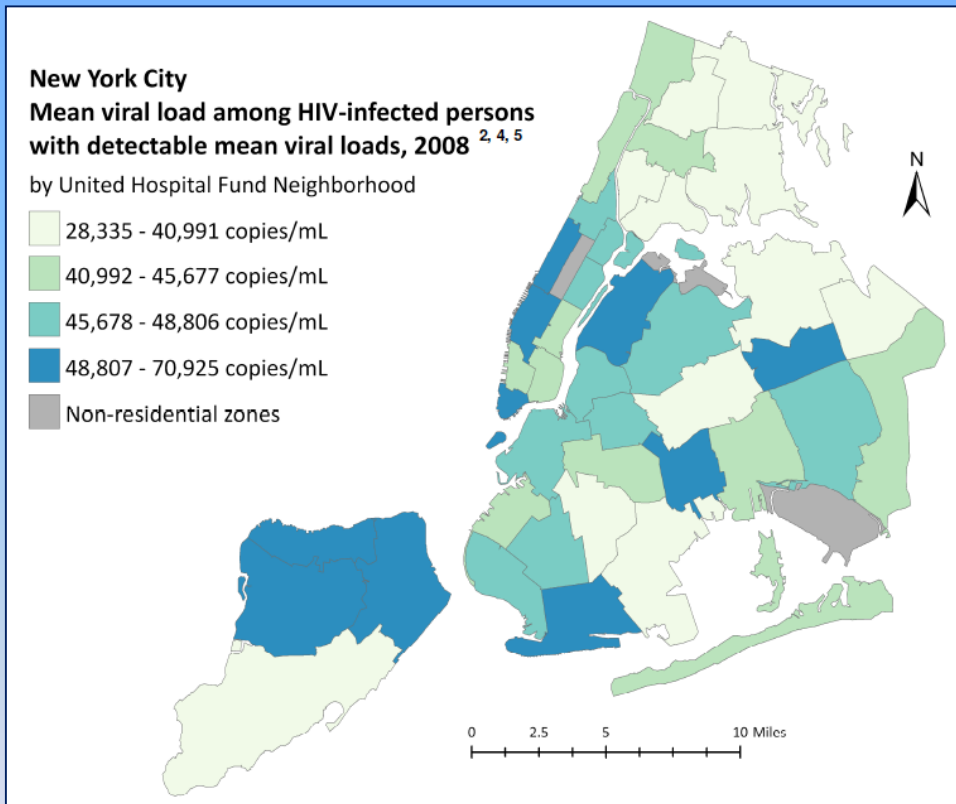 New York City
Mean viral load among HIV-infected persons
with detectable mean viral loads, 2008 2, 4, 5
by United Hospital Fund Neighborhood
28,335 - 40,991 copies/mL
40,992 - 45,677 copies/mL
45,678 - 48,806 copies/mL
48,807 - 70,925 copies/mL
Non-residential zones
N
0 2.5 5 10 Miles